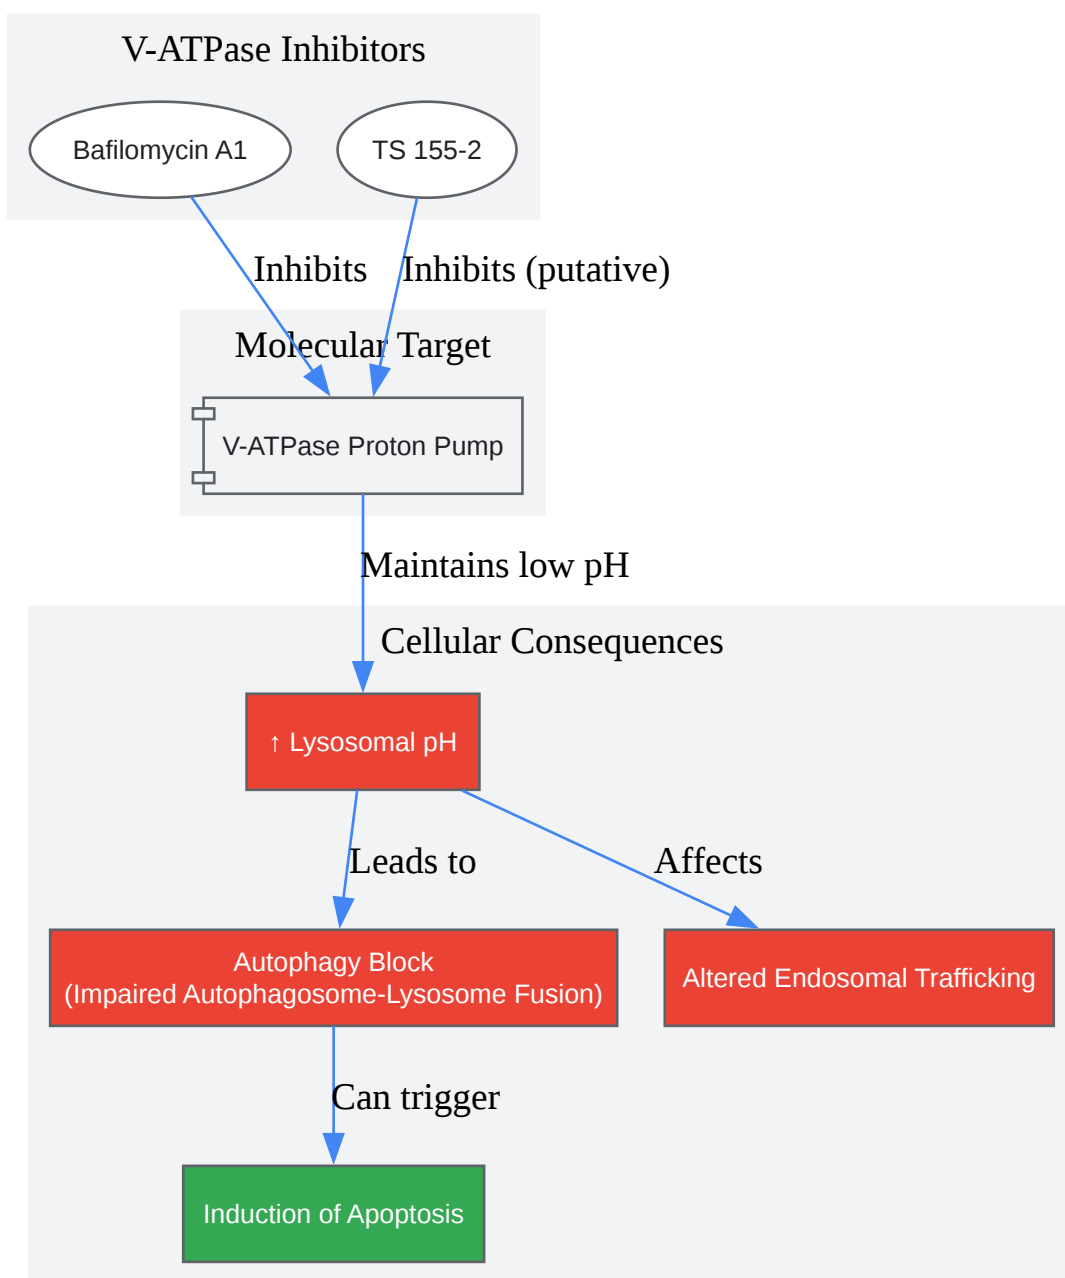 V-ATPase Inhibitors
Bafilomycin A1
TS 155-2
Inhibits
Inhibits (putative)
Molecular Target
V-ATPase Proton Pump
Maintains low pH
Cellular Consequences
↑ Lysosomal pH
Leads to
Affects
Autophagy Block
(Impaired Autophagosome-Lysosome Fusion)
Altered Endosomal Trafficking
Can trigger
Induction of Apoptosis